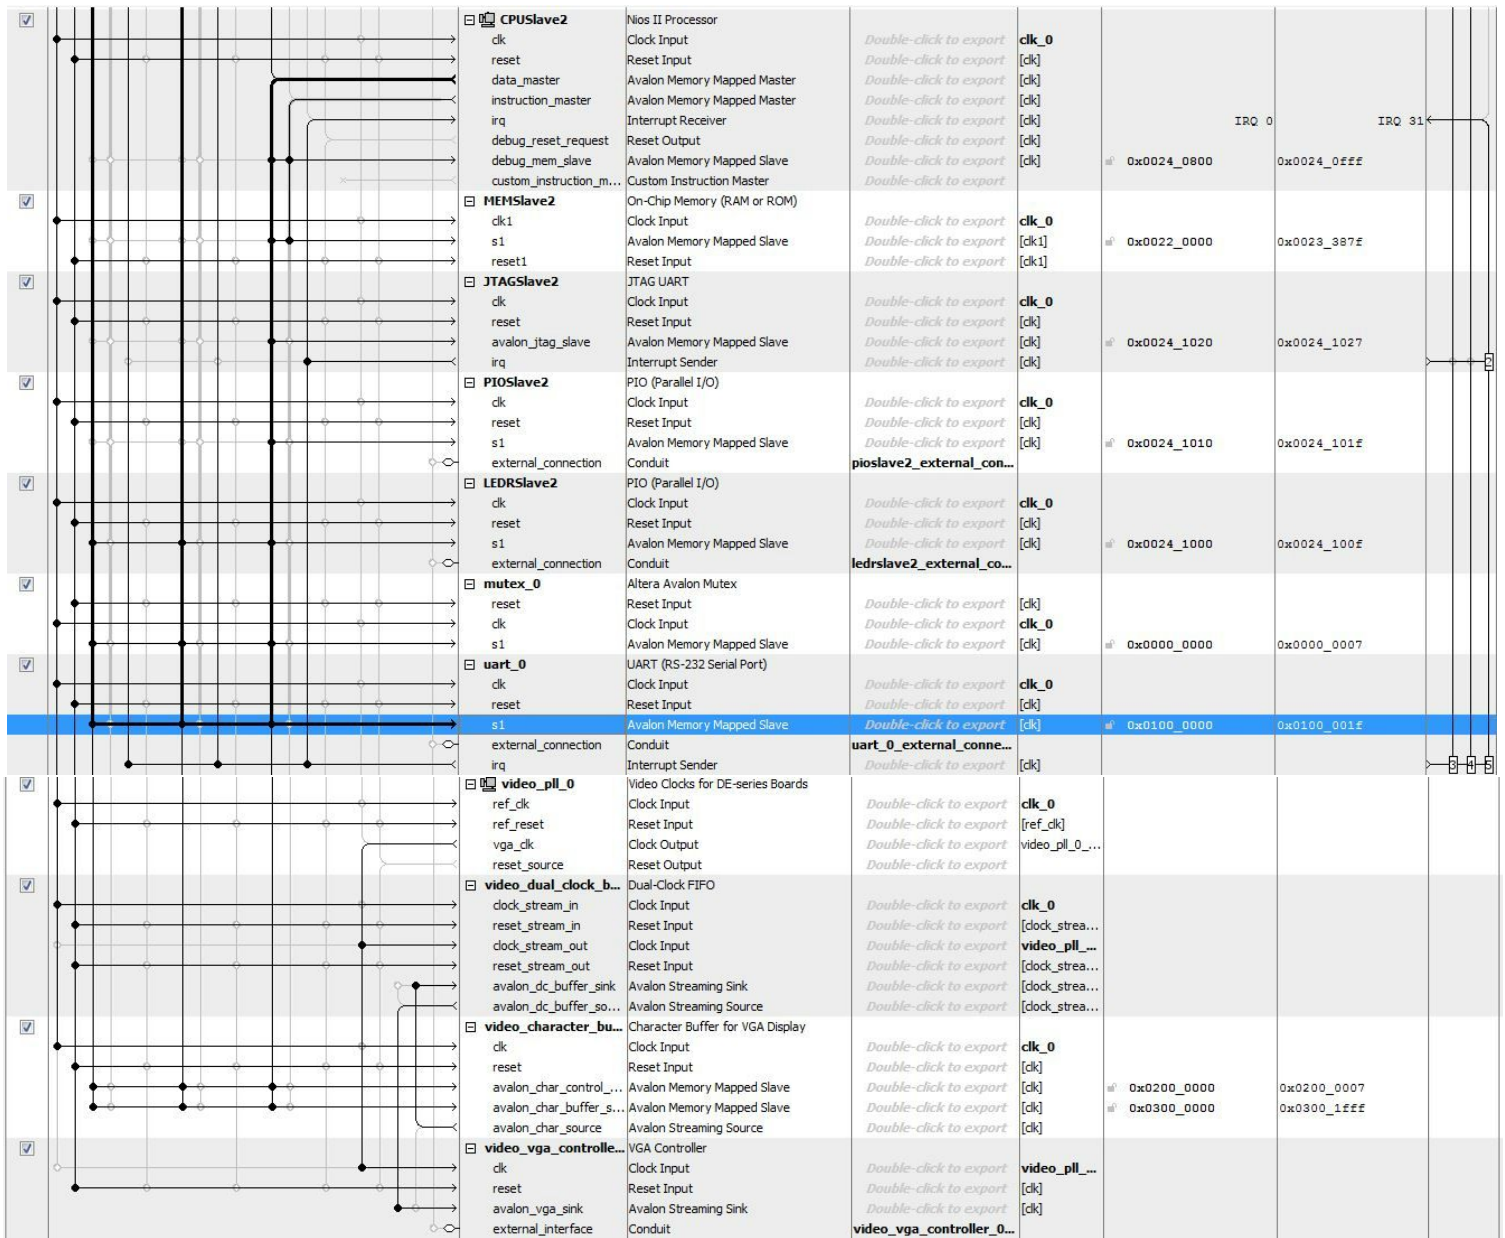 CPUSlave2 Nios II Processor
clk Clock Input Double-click to export clk_0
reset Reset Input Double-click to export [clk]
data_master Avalon Memory Mapped Master Double-click to export [clk]
instruction_master Avalon Memory Mapped Master Double-click to export [clk]
irq Interrupt Receiver Double-click to export [clk] IRQ 0 IRQ 31
debug_reset_request Reset Output Double-click to export [clk]
debug_mem_slave Avalon Memory Mapped Slave Double-click to export [clk] 0x0024_0800 0x0024_0fff
custom_instruction_m... Custom Instruction Master Double-click to export
MEMSlave2 On-Chip Memory (RAM or ROM)
clk1 Clock Input Double-click to export clk_0
s1 Avalon Memory Mapped Slave Double-click to export [clk1] 0x0022_0000 0x0023_387f
reset1 Reset Input Double-click to export [clk1]
JTAGSlave2 JTAG UART
clk Clock Input Double-click to export clk_0
reset Reset Input Double-click to export [clk]
avalon_jtag_slave Avalon Memory Mapped Slave Double-click to export [clk] 0x0024_1020 0x0024_1027
irq Interrupt Sender Double-click to export [clk] 2
PIOSlave2 PIO (Parallel I/O)
clk Clock Input Double-click to export clk_0
reset Reset Input Double-click to export [clk]
s1 Avalon Memory Mapped Slave Double-click to export [clk] 0x0024_1010 0x0024_101f
external_connection Conduit pioslave2_external_con...
LEDRSlave2 PIO (Parallel I/O)
clk Clock Input Double-click to export clk_0
reset Reset Input Double-click to export [clk]
s1 Avalon Memory Mapped Slave Double-click to export [clk] 0x0024_1000 0x0024_100f
external_connection Conduit ledrslave2_external_co...
mutex_0 Altera Avalon Mutex
reset Reset Input Double-click to export [clk]
clk Clock Input Double-click to export clk_0
s1 Avalon Memory Mapped Slave Double-click to export [clk] 0x0000_0000 0x0000_0007
uart_0 UART (RS-232 Serial Port)
clk Clock Input Double-click to export clk_0
reset Reset Input Double-click to export [clk]
s1 Avalon Memory Mapped Slave Double-click to export [clk] 0x0100_0000 0x0100_001f
external_connection Conduit uart_0_external_conne...
irq Interrupt Sender Double-click to export [clk] 3 4 5
video_pll_0 Video Clocks for DE-series Boards
ref_clk Clock Input Double-click to export clk_0
ref_reset Reset Input Double-click to export [ref_clk]
vga_clk Clock Output Double-click to export video_pll_0_...
reset_source Reset Output Double-click to export
video_dual_clock_b... Dual-Clock FIFO
clock_stream_in Clock Input Double-click to export clk_0
reset_stream_in Reset Input Double-click to export [clock_strea...
clock_stream_out Clock Input Double-click to export video_pll_...
reset_stream_out Reset Input Double-click to export [clock_strea...
avalon_dc_buffer_sink Avalon Streaming Sink Double-click to export [clock_strea...
avalon_dc_buffer_so... Avalon Streaming Source Double-click to export [clock_strea...
video_character_bu... Character Buffer for VGA Display
clk Clock Input Double-click to export clk_0
reset Reset Input Double-click to export [clk]
avalon_char_control_... Avalon Memory Mapped Slave Double-click to export [clk] 0x0200_0000 0x0200_0007
avalon_char_buffer_s... Avalon Memory Mapped Slave Double-click to export [clk] 0x0300_0000 0x0300_1fff
avalon_char_source Avalon Streaming Source Double-click to export [clk]
video_vga_controlle... VGA Controller
clk Clock Input Double-click to export video_pll_...
reset Reset Input Double-click to export [clk]
avalon_vga_sink Avalon Streaming Sink Double-click to export [clk]
external_interface Conduit video_vga_controller_0...